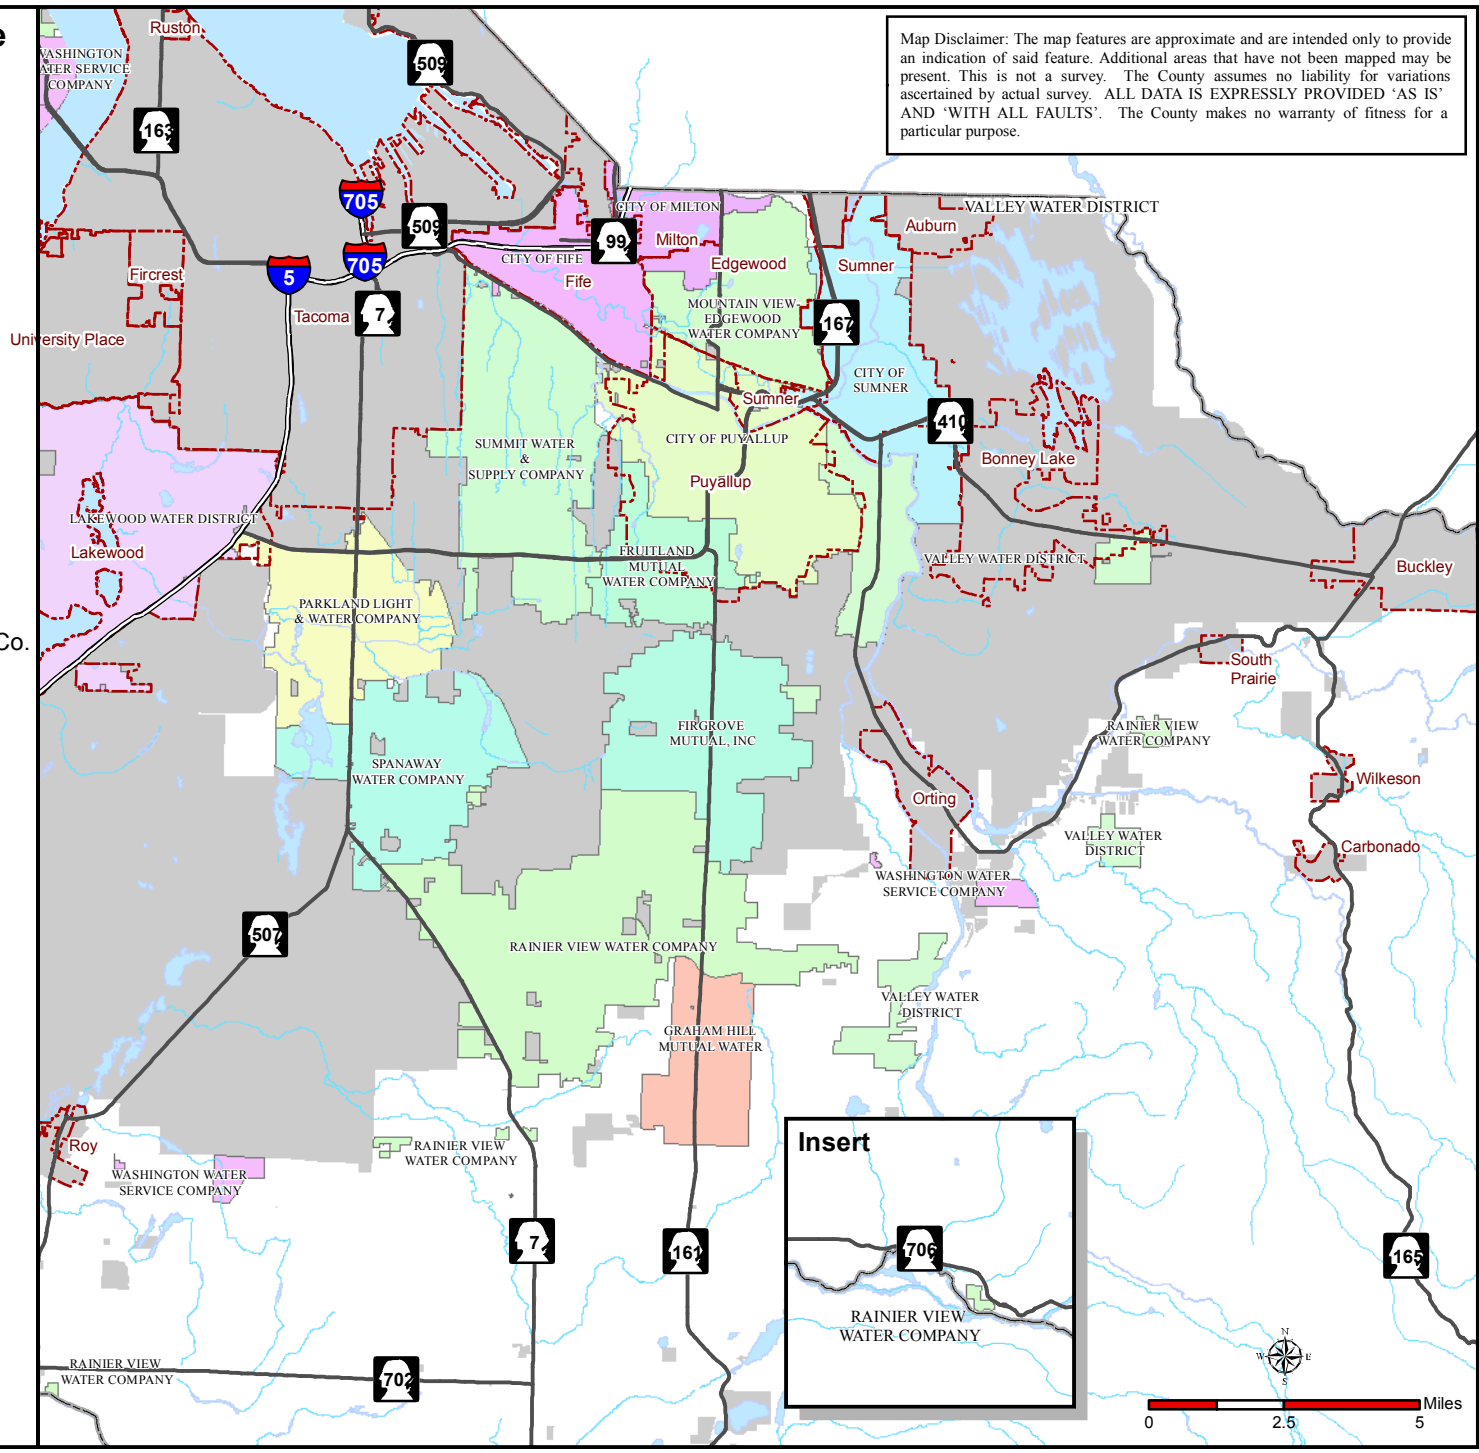 e
Co.
Map Disclaimer: The map features are approximate and are intended only to provide
an indication of said feature. Additional areas that have not been mapped may be
present. This is not a survey. The County assumes no liability for variations
ascertained by actual survey. ALL DATA IS EXPRESSLY PROVIDED ‘AS IS’
AND ‘WITH ALL FAULTS’. The County makes no warranty of fitness for a
particular purpose.
Ruston
WASHINGTON
WATER SERVICE
COMPANY
509
163
705
509
99
CITY OF MILTON
Milton
VALLEY WATER DISTRICT
Auburn
CITY OF FIFE
Fife
Edgewood
Sumner
Fircrest
5
705
7
Tacoma
MOUNTAIN VIEW-
EDGEWOOD
WATER COMPANY
167
University Place
CITY OF
SUMNER
Sumner
410
SUMMIT WATER
&
SUPPLY COMPANY
CITY OF PUYALLUP
Puyallup
Bonney Lake
LAKEWOOD WATER DISTRICT
Lakewood
FRUITLAND
MUTUAL
WATER COMPANY
VALLEY WATER DISTRICT
Buckley
PARKLAND LIGHT
& WATER COMPANY
South
Prairie
FIRGROVE
MUTUAL, INC
RAINIER VIEW
WATER COMPANY
SPANAWAY
WATER COMPANY
Orting
Wilkeson
VALLEY WATER
DISTRICT
Carbonado
WASHINGTON WATER
SERVICE COMPANY
507
RAINIER VIEW WATER COMPANY
VALLEY WATER
DISTRICT
GRAHAM HILL
MUTUAL WATER
Roy
RAINIER VIEW
WATER COMPANY
WASHINGTON WATER
SERVICE COMPANY
Insert
7
161
706
165
RAINIER VIEW
WATER COMPANY
RAINIER VIEW
WATER COMPANY
702
N
W E
S
Miles
0 2.5 5